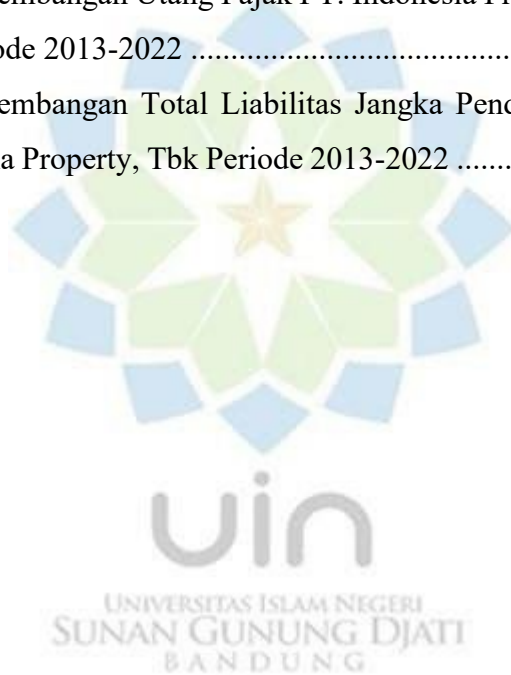 embangan Utang Pajak PT. Indonesia Pr
ode 2013-2022 ........................................
embangan Total Liabilitas Jangka Pend
a Property, Tbk Periode 2013-2022 .......
uin
UNIVERSITAS ISLAM NEGERI
SUNAN GUNUNG DJATI
BANDUNG